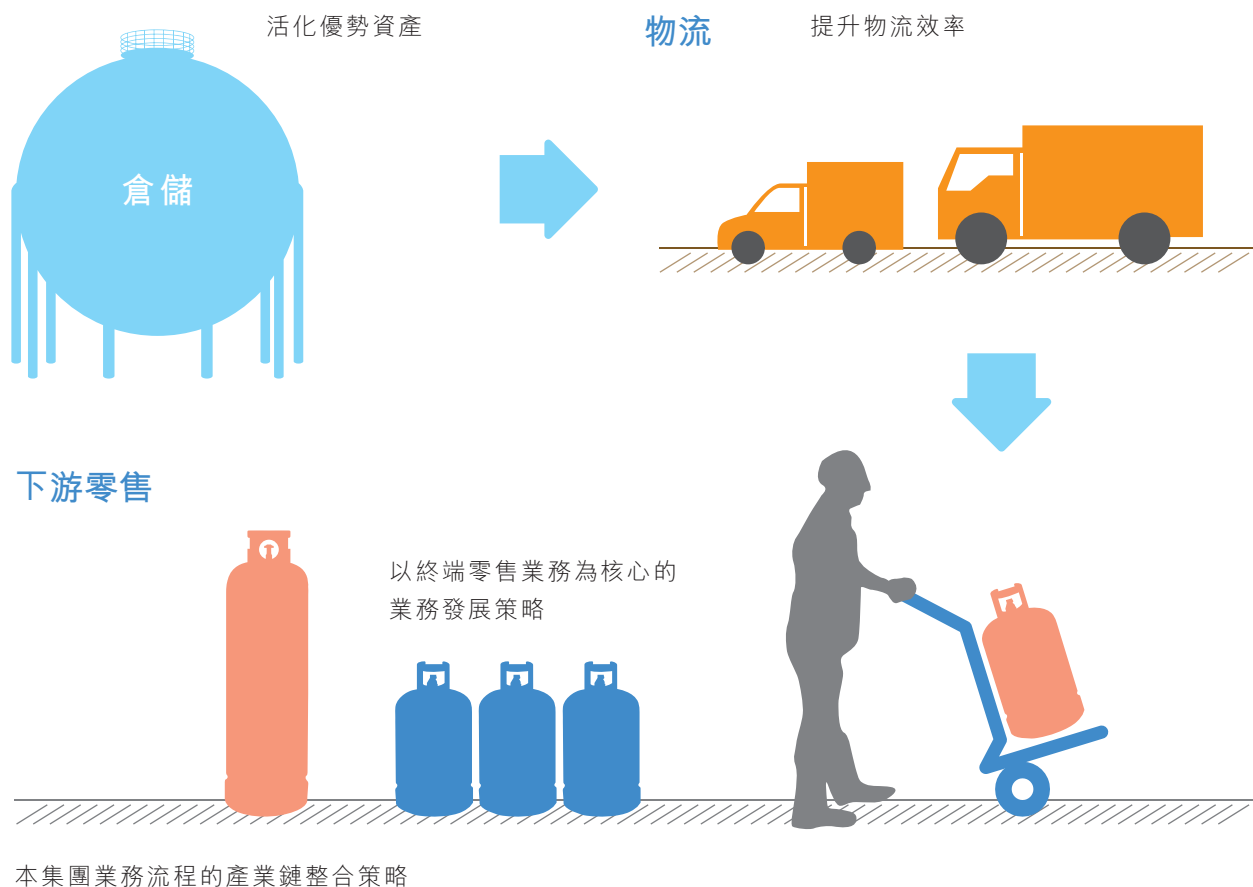 活化優勢資產
物流
提升物流效率
倉儲
下游零售
以終端零售業務為核心的
業務發展策略
本集團業務流程的產業鏈整合策略